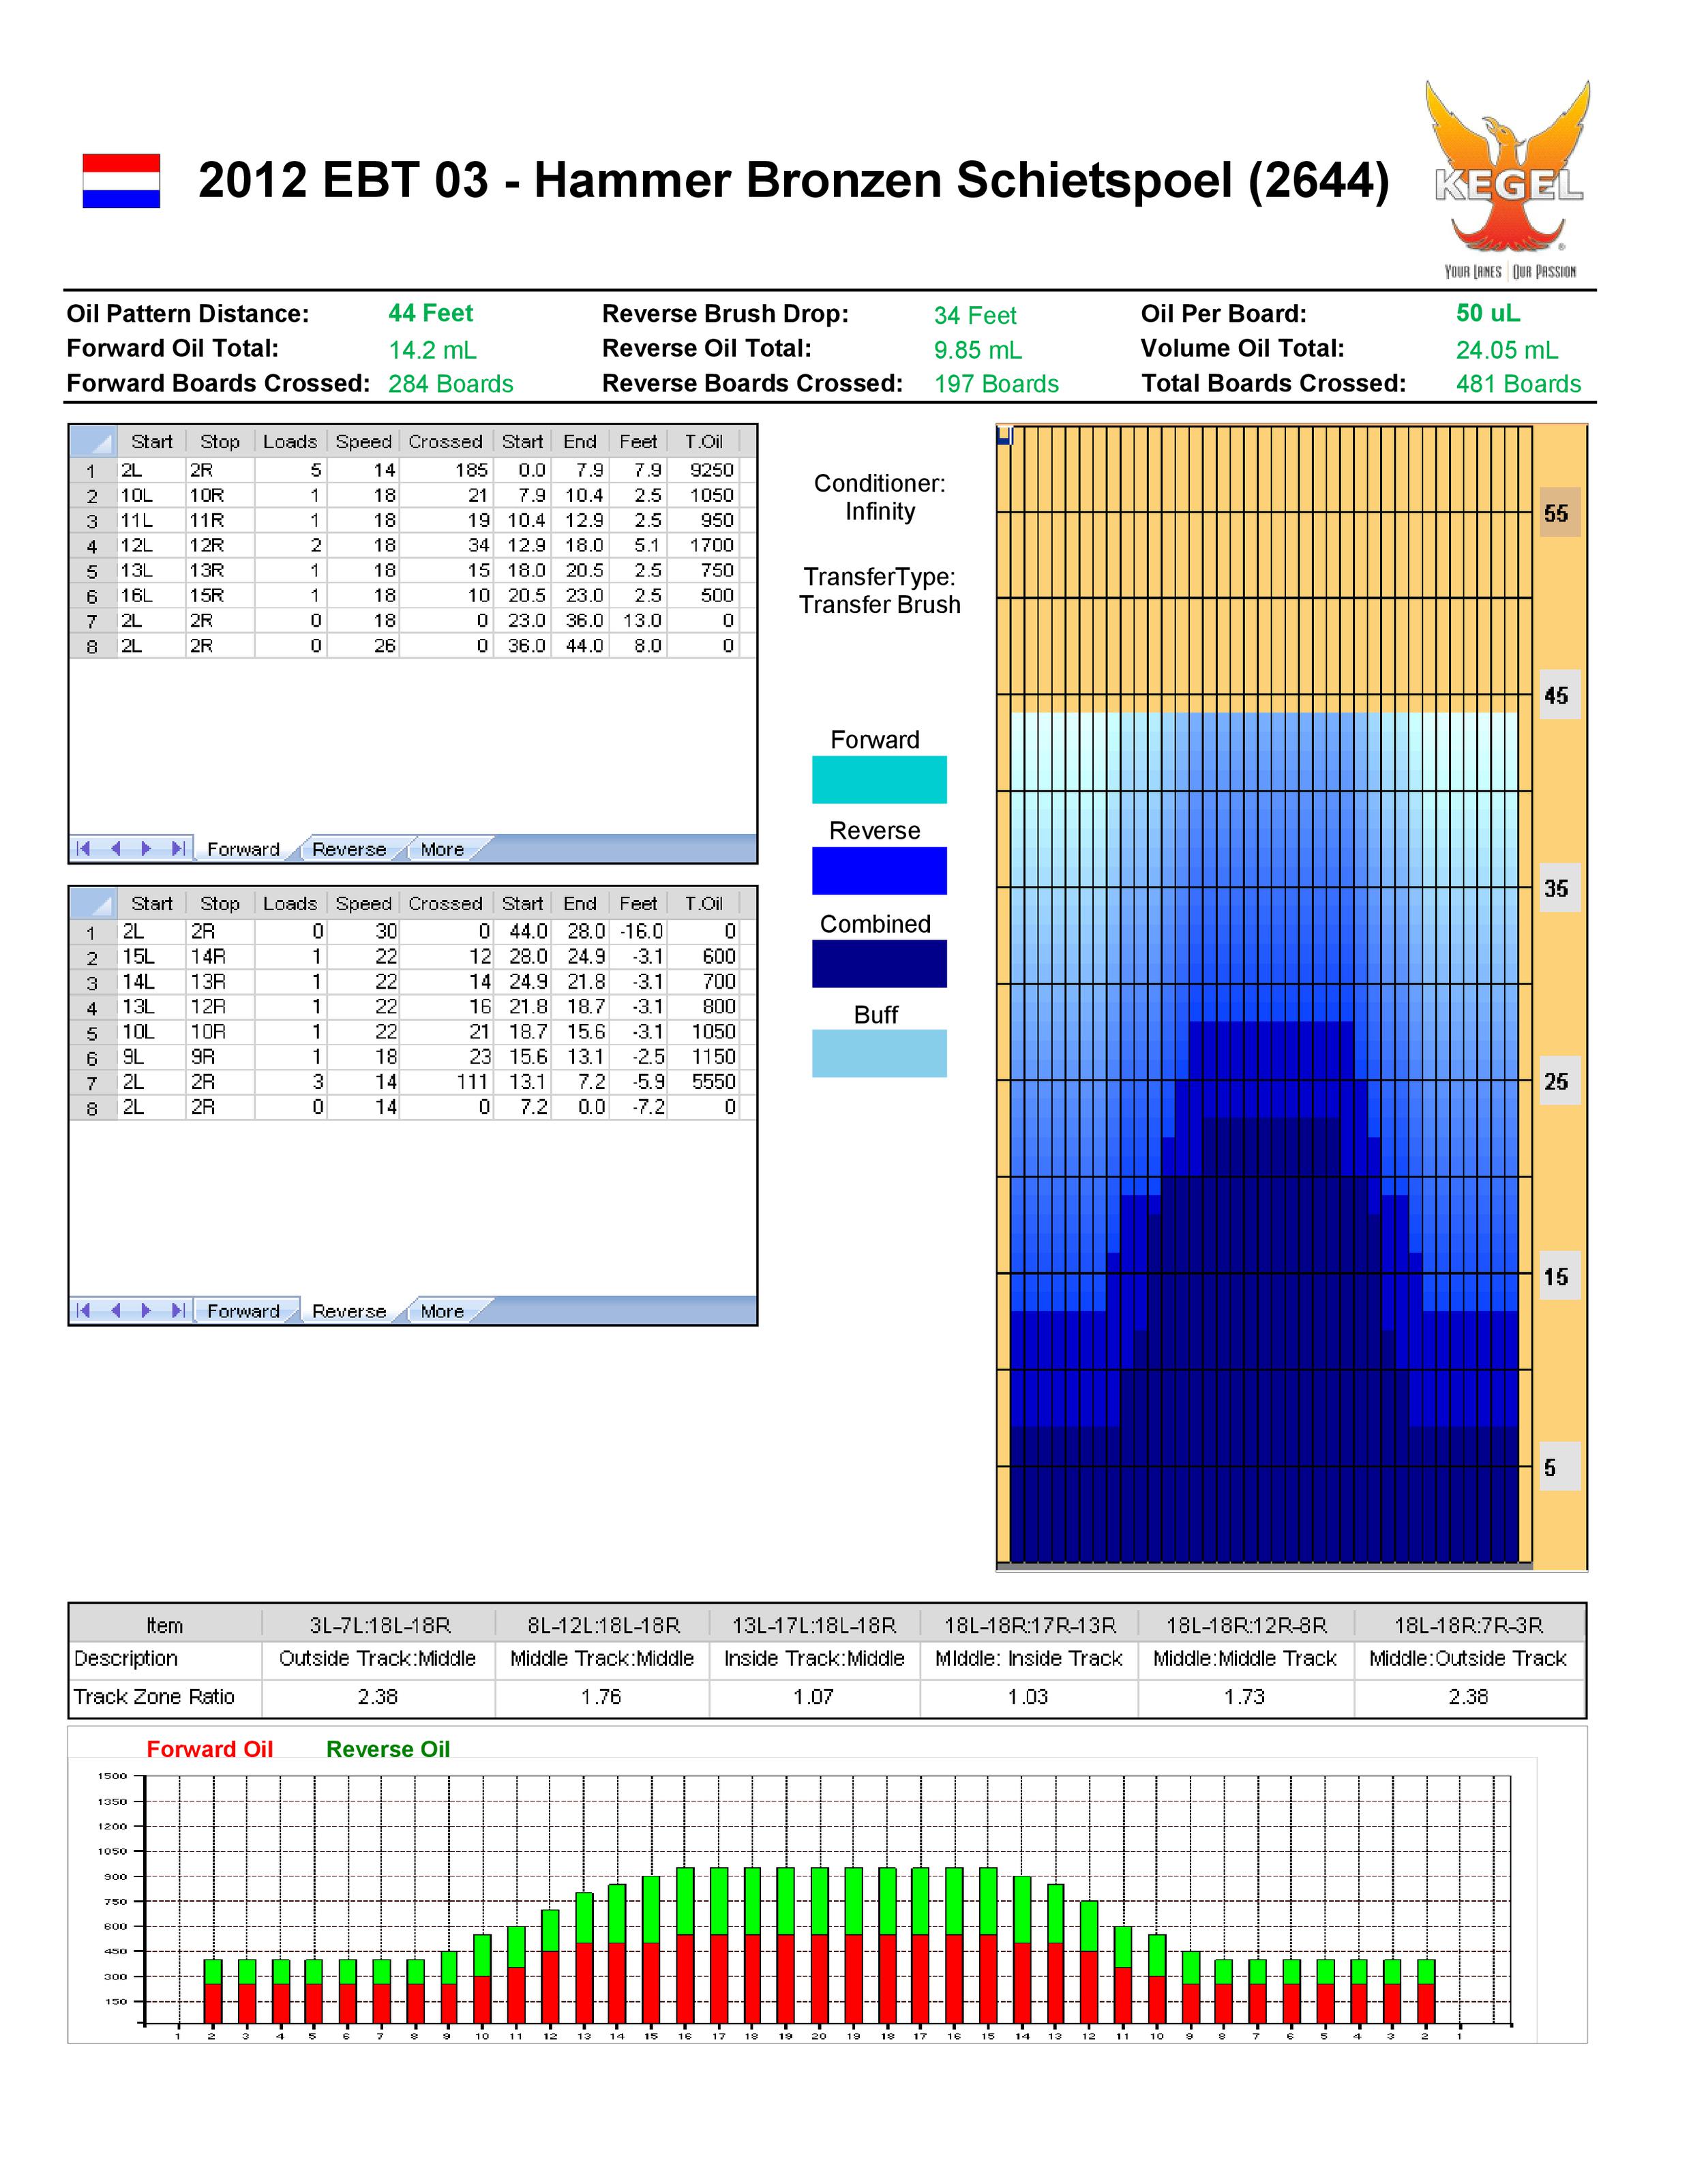 2012 EBT 03 - Hammer Bronzen Schietspoel (2644)
KEGEL
®
YOUR LANES | OUR PASSION
Oil Pattern Distance: 44 Feet Reverse Brush Drop: 34 Feet Oil Per Board: 50 uL
Forward Oil Total: 14.2 mL Reverse Oil Total: 9.85 mL Volume Oil Total: 24.05 mL
Forward Boards Crossed: 284 Boards Reverse Boards Crossed: 197 Boards Total Boards Crossed: 481 Boards
Start Stop Loads Speed Crossed Start End Feet T.Oil
1 2L 2R 5 14 185 0.0 7.9 7.9 9250
2 10L 10R 1 18 21 7.9 10.4 2.5 1050
3 11L 11R 1 18 19 10.4 12.9 2.5 950
4 12L 12R 2 18 34 12.9 18.0 5.1 1700
5 13L 13R 1 18 15 18.0 20.5 2.5 750
6 16L 15R 1 18 10 20.5 23.0 2.5 500
7 2L 2R 0 18 0 23.0 36.0 13.0 0
8 2L 2R 0 26 0 36.0 44.0 8.0 0
Forward Reverse More
Start Stop Loads Speed Crossed Start End Feet T.Oil
1 2L 2R 0 30 0 44.0 28.0 -16.0 0
2 15L 14R 1 22 12 28.0 24.9 -3.1 600
3 14L 13R 1 22 14 24.9 21.8 -3.1 700
4 13L 12R 1 22 16 21.8 18.7 -3.1 800
5 10L 10R 1 22 21 18.7 15.6 -3.1 1050
6 9L 9R 1 18 23 15.6 13.1 -2.5 1150
7 2L 2R 3 14 111 13.1 7.2 -5.9 5550
8 2L 2R 0 14 0 7.2 0.0 -7.2 0
Forward Reverse More
Conditioner:
Infinity
TransferType:
Transfer Brush
Forward
Reverse
Combined
Buff
55
45
35
25
15
5
Item 3L-7L:18L-18R 8L-12L:18L-18R 13L-17L:18L-18R 18L-18R:17R-13R 18L-18R:12R-8R 18L-18R:7R-3R
Description Outside Track:Middle Middle Track:Middle Inside Track:Middle MIddle: Inside Track Middle:Middle Track Middle:Outside Track
Track Zone Ratio 2.38 1.76 1.07 1.03 1.73 2.38
Forward Oil Reverse Oil
1500
1350
1200
1050
900
750
600
450
300
150
1 2 3 4 5 6 7 8 9 10 11 12 13 14 15 16 17 18 19 20 19 18 17 16 15 14 13 12 11 10 9 8 7 6 5 4 3 2 1